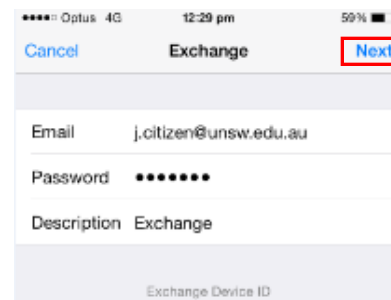 Optus 4G 12:29 pm 59%
Cancel Exchange Next
Email j.citizen@unsw.edu.au
Password •••••••
Description Exchange
Exchange Device ID